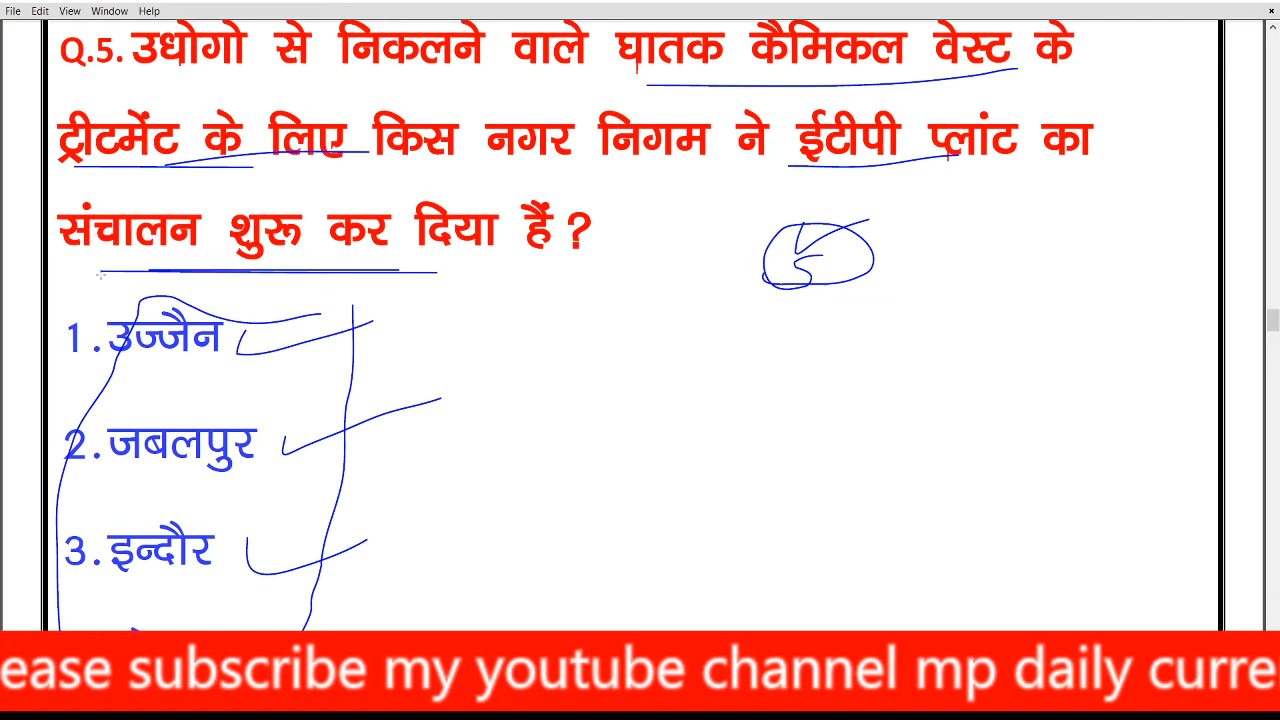 File Edit View Window Help
Q.5. उधोगो से निकलने वाले घातक कैमिकल वेस्ट के
ट्रीटमेंट के लिए किस नगर निगम ने ईटीपी प्लांट का
संचालन शुरू कर दिया हैं ?
5
1. उज्जैन
2. जबलपुर
3. इन्दौर
ease subscribe my youtube channel mp daily curre